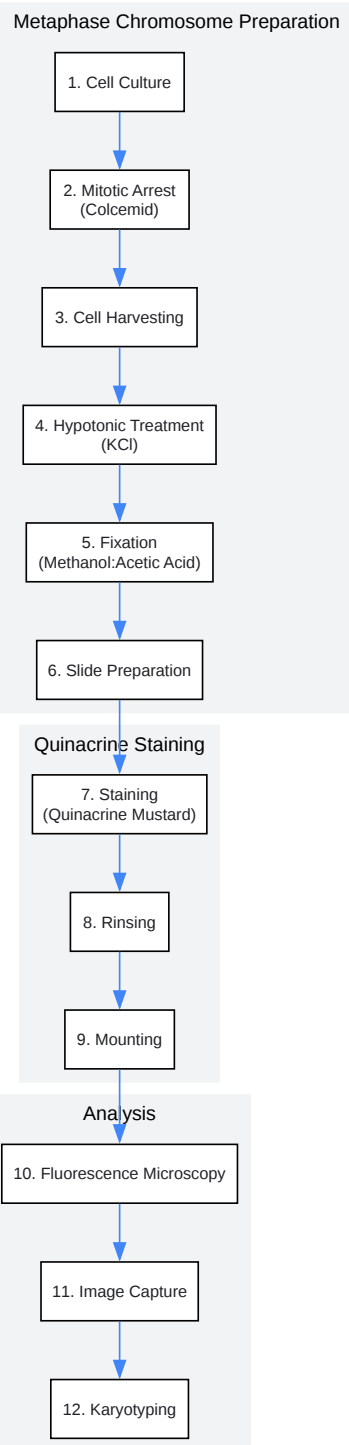 Metaphase Chromosome Preparation
1. Cell Culture
2. Mitotic Arrest
(Colcemid)
3. Cell Harvesting
4. Hypotonic Treatment
(KCl)
5. Fixation
(Methanol:Acetic Acid)
6. Slide Preparation
Quinacrine Staining
7. Staining
(Quinacrine Mustard)
8. Rinsing
9. Mounting
Analysis
10. Fluorescence Microscopy
11. Image Capture
12. Karyotyping